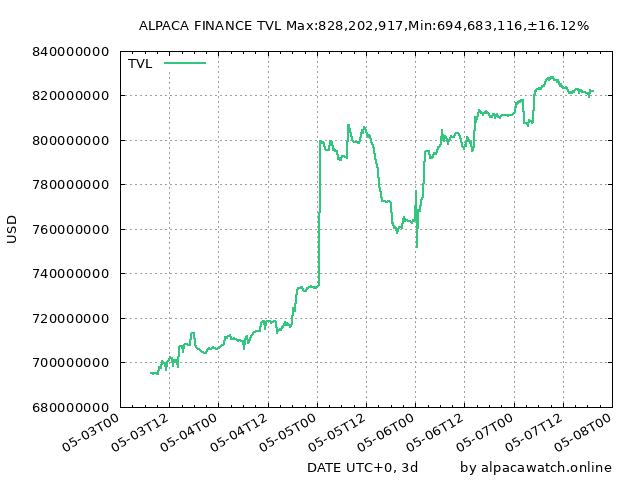 ALPACA FINANCE TVL Max:828,202,917,Min:694,683,116,±16.12%
840000000
TVL
820000000
800000000
780000000
760000000
740000000
720000000
700000000
680000000
USD
05-03T00
05-03T12
05-04T00
05-04T12
05-05T00
05-05T12
05-06T00
05-06T12
05-07T00
05-07T12
05-08T00
DATE UTC+0, 3d
by alpacawatch.online